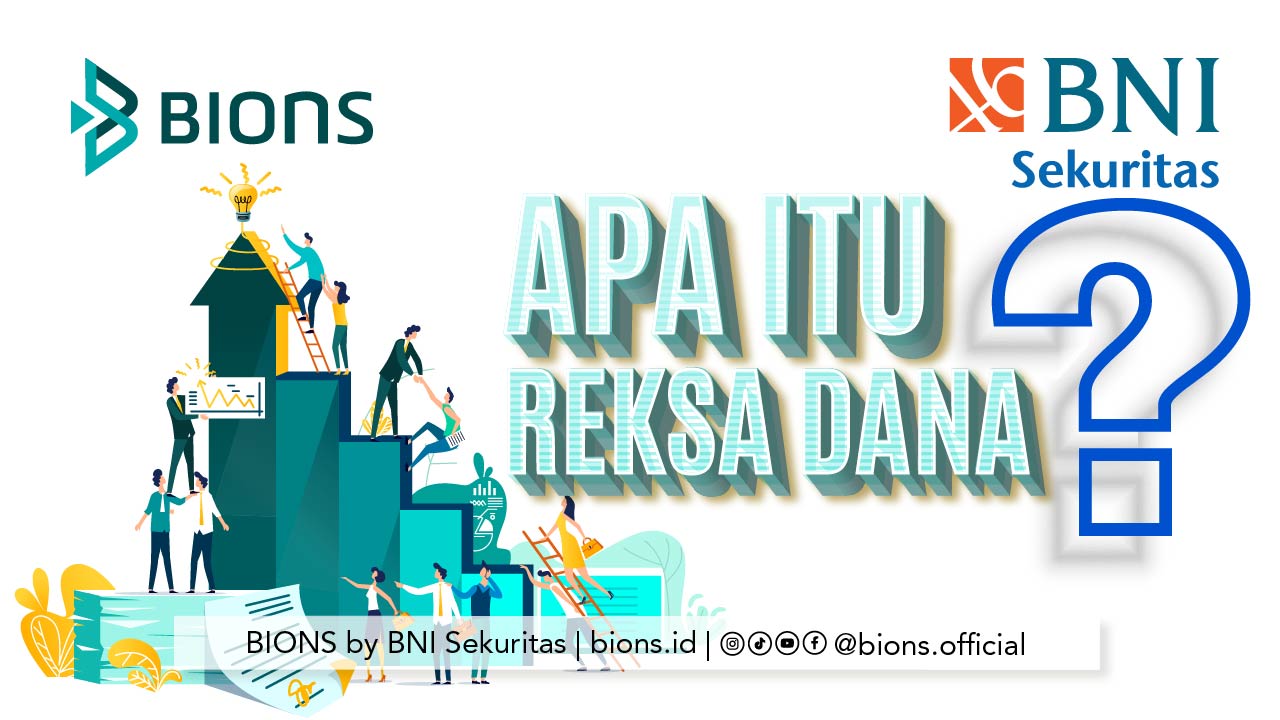 BIONS
BNI
Sekuritas
APA ITU
REKSA DANA
?
BIONS by BNI Sekuritas | bions.id | @bions.official